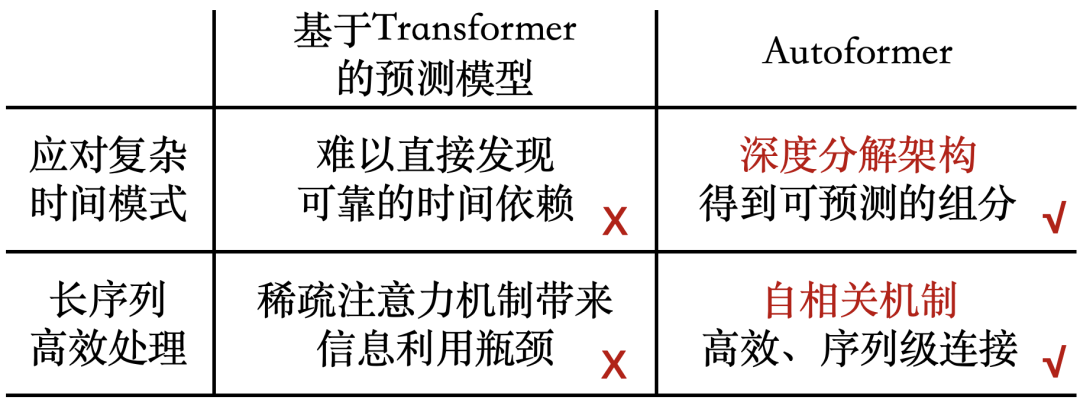 基于Transformer
的预测模型
Autoformer
应对复杂
时间模式
难以直接发现
可靠的时间依赖
X
深度分解架构
得到可预测的组分
√
长序列
高效处理
稀疏注意力机制带来
信息利用瓶颈
X
自相关机制
高效、序列级连接
√